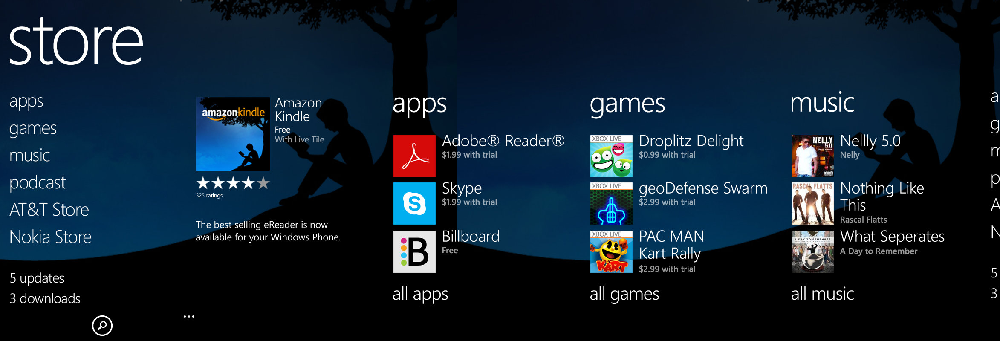 store
apps
games
music
podcast
AT&T Store
Nokia Store
5 updates
3 downloads
amazonkindle
Amazon
Kindle
Free
With Live Tile
325 ratings
The best selling eReader is now
available for your Windows Phone.
apps
Adobe® Reader®
$1.99 with trial
S
Skype
$1.99 with trial
B
Billboard
Free
all apps
games
XBOX LIVE
Droplitz Delight
$0.99 with trial
XBOX LIVE
geoDefense Swarm
$2.99 with trial
XBOX LIVE
KART
PAC-MAN
Kart Rally
$2.99 with trial
all games
music
NELLY
5.0
Nellly 5.0
Nelly
RASCAL FLATTS
Nothing Like
This
Rascal Flatts
A DAY TO REMEMBER
What Seperates
A Day to Remember
all music
a
g
m
p
A
N
5
3